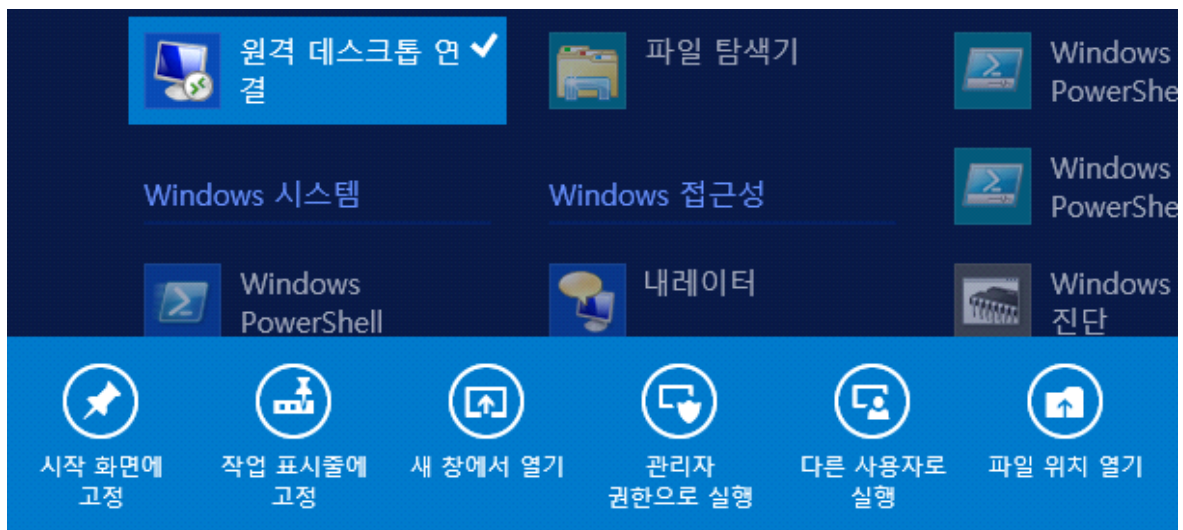 원격 데스크톱 연
결
파일 탐색기
Windows
PowerShe
Windows 시스템
Windows 접근성
Windows
PowerShe
Windows
PowerShell
내레이터
Windows
진단
시작 화면에
고정
작업 표시줄에
고정
새 창에서 열기
관리자
권한으로 실행
다른 사용자로
실행
파일 위치 열기